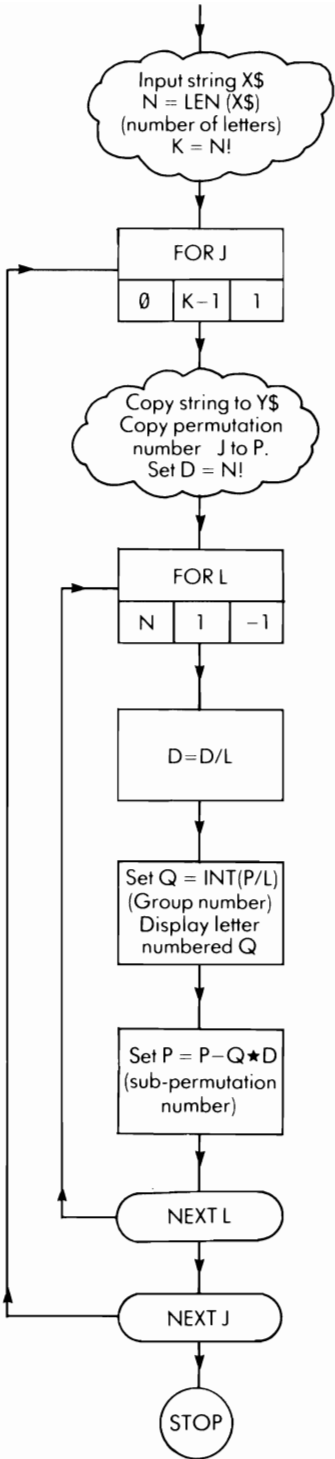 Input string X$
N = LEN (X$)
(number of letters)
K = N!
FOR J
0 K-1 1
Copy string to Y$
Copy permutation
number J to P.
Set D = N!
FOR L
N 1 -1
D=D/L
Set Q = INT(P/L)
(Group number)
Display letter
numbered Q
Set P = P-Q★D
(sub-permutation
number)
NEXT L
NEXT J
STOP